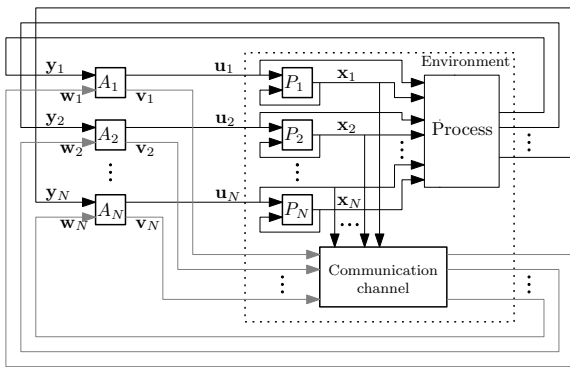 Environment
y1 A1 u1 P1 x1
w1 v1
y2 A2 u2 P2 x2 Process
w2 v2
yN AN uN PN xN
wN vN
Communication
channel